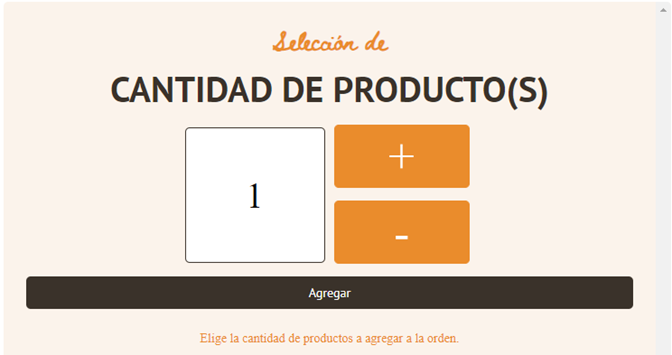 Selección de
CANTIDAD DE PRODUCTO(S)
1
+
-
Agregar
Elige la cantidad de productos a agregar a la orden.